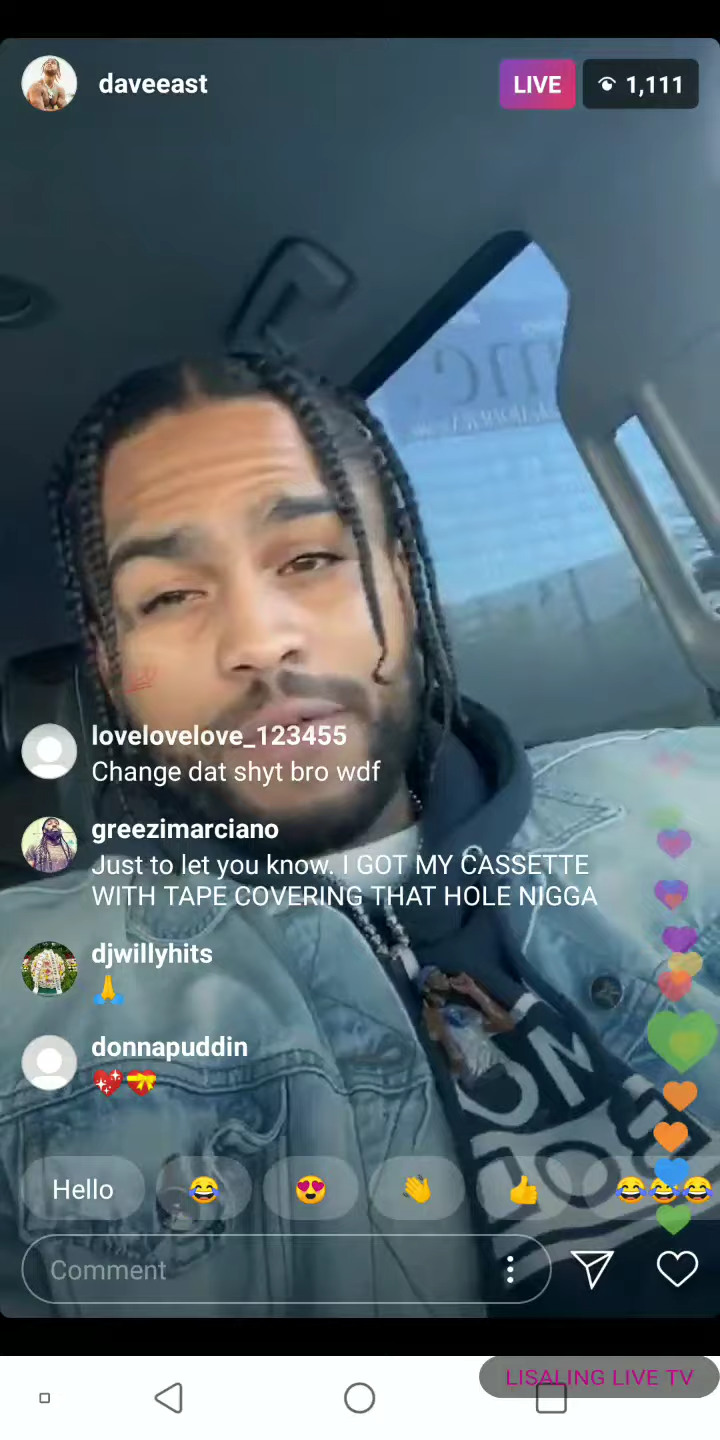 daveeast
LIVE
1,111
lovelovelove_123455
Change dat shyt bro wdf
greezimarciano
Just to let you know. I GOT MY CASSETTE
WITH TAPE COVERING THAT HOLE NIGGA
djwillyhits
🙏
donnapuddin
💖💝
Hello 😂 😍 👋 👍 😂😂😂
Comment
LISALING LIVE TV